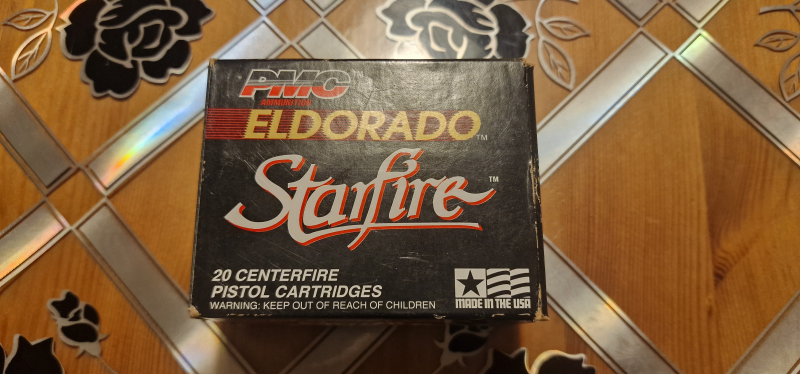 PMC
AMMUNITION
ELDORADO™
Starfire™
20 CENTERFIRE
PISTOL CARTRIDGES
WARNING: KEEP OUT OF REACH OF CHILDREN
MADE IN THE USA